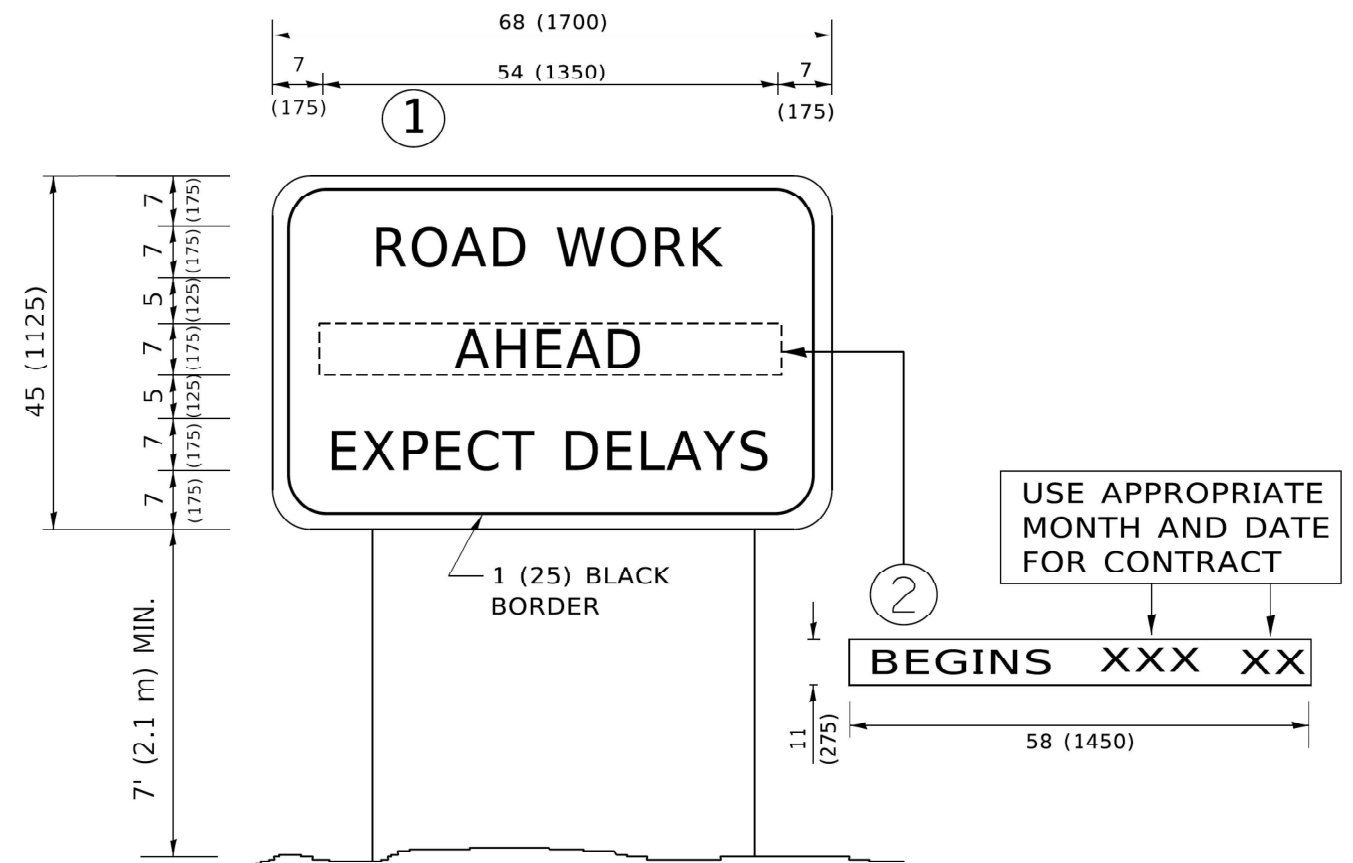 68 (1700)
7 54 (1350) 7
(175) (175)
1
45 (1125)
7 (175)
7 (175)
5 (125)
7 (175)
5 (125)
7 (175)
7 (175)
ROAD WORK
AHEAD
EXPECT DELAYS
1 (25) BLACK
BORDER
7' (2.1 m) MIN.
2
USE APPROPRIATE
MONTH AND DATE
FOR CONTRACT
BEGINS XXX XX
11
(275)
58 (1450)